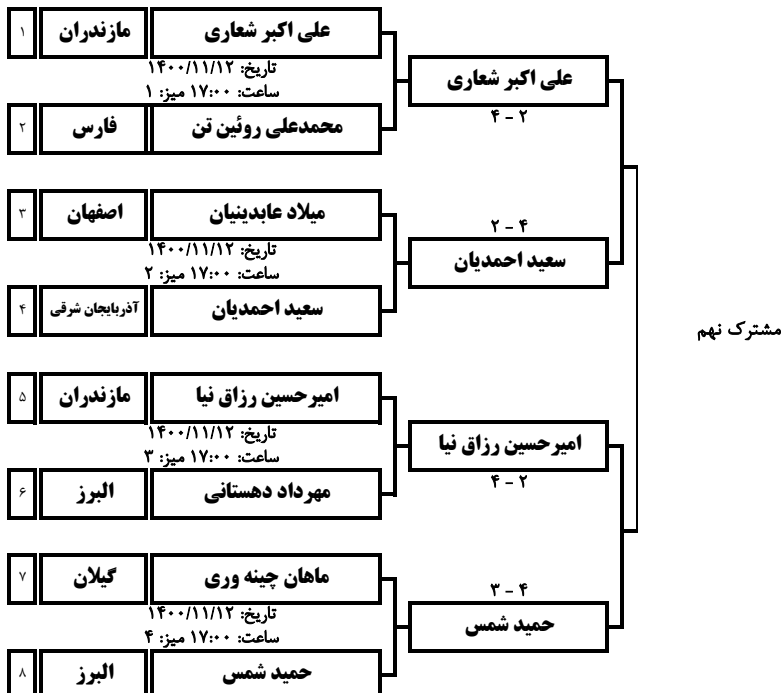 ۱ مازندران علی اکبر شعاری
تاریخ: ۱۴۰۰/۱۱/۱۲
ساعت: ۱۷:۰۰ میز: ۱
۲ فارس محمدعلی روئین تن
علی اکبر شعاری
۴ - ۲
۳ اصفهان میلاد عابدینیان
تاریخ: ۱۴۰۰/۱۱/۱۲
ساعت: ۱۷:۰۰ میز: ۲
۴ آذربایجان شرقی سعید احمدیان
۲ - ۴
سعید احمدیان
مشترک نهم
۵ مازندران امیرحسین رزاق نیا
تاریخ: ۱۴۰۰/۱۱/۱۲
ساعت: ۱۷:۰۰ میز: ۳
۶ البرز مهرداد دهستانی
امیرحسین رزاق نیا
۴ - ۲
۷ گیلان ماهان چینه وری
تاریخ: ۱۴۰۰/۱۱/۱۲
ساعت: ۱۷:۰۰ میز: ۴
۸ البرز حمید شمس
۳ - ۴
حمید شمس